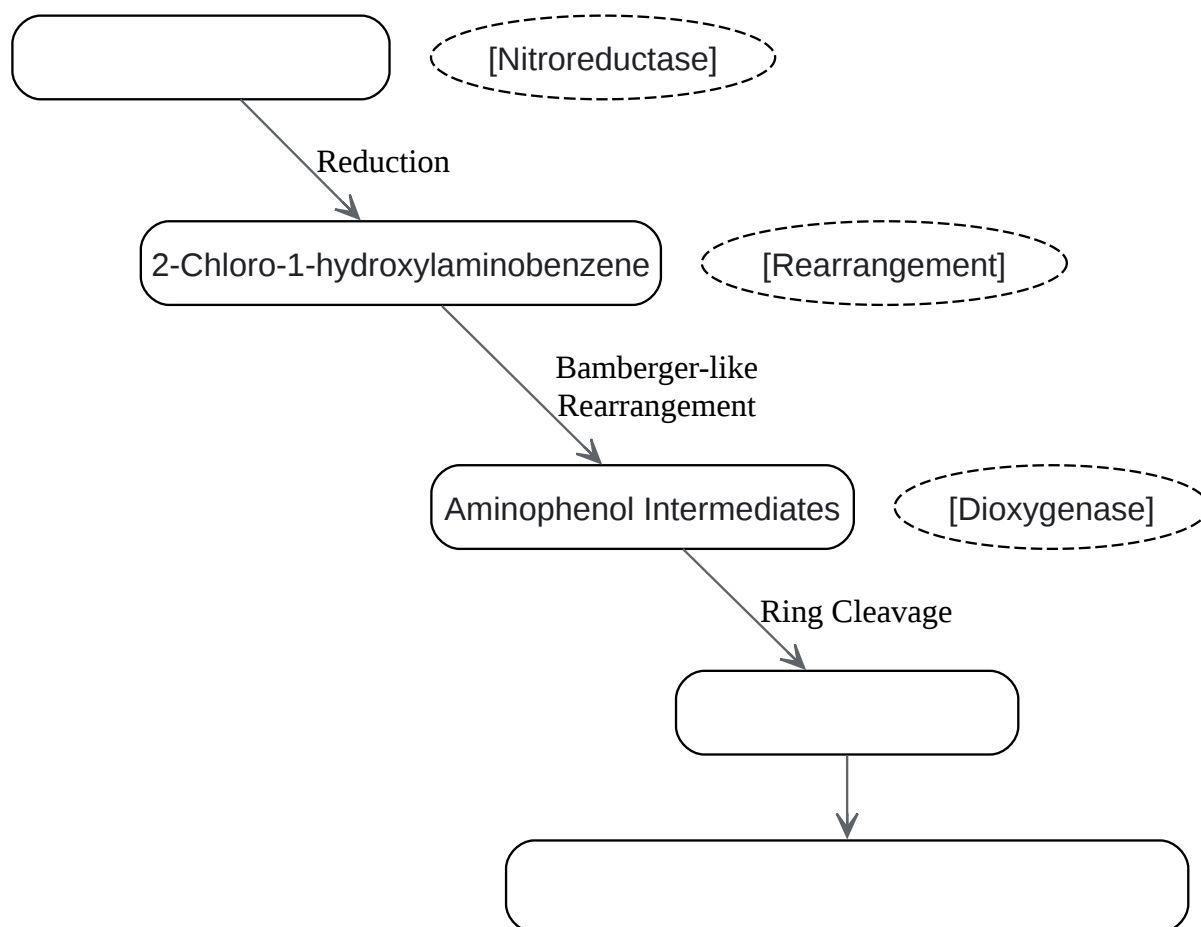 [Nitroreductase]
Reduction
2-Chloro-1-hydroxylaminobenzene
[Rearrangement]
Bamberger-like
Rearrangement
Aminophenol Intermediates
[Dioxygenase]
Ring Cleavage